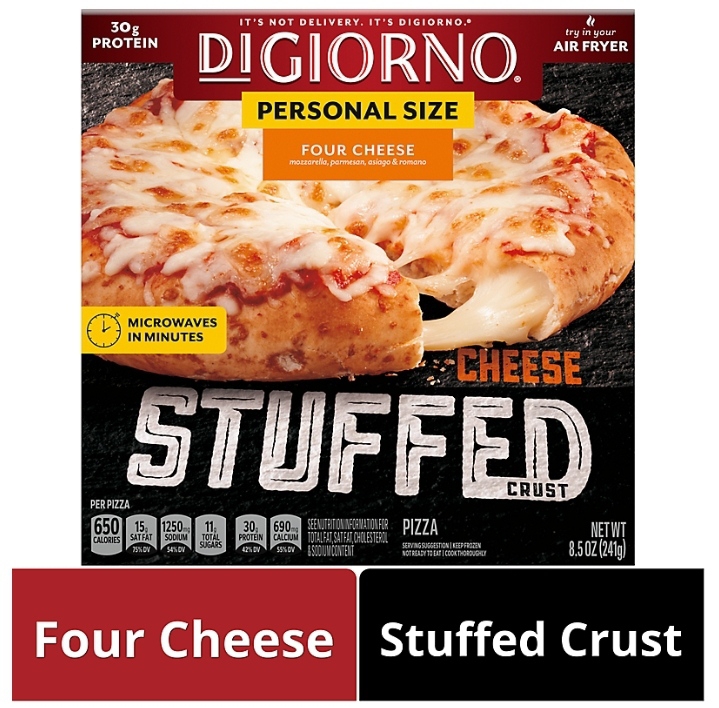 IT'S NOT DELIVERY. IT'S DIGIORNO.®
30g
PROTEIN
DIGIORNO®
try in your
AIR FRYER
PERSONAL SIZE
FOUR CHEESE
mozzarella, parmesan, asiago & romano
MICROWAVES
IN MINUTES
CHEESE
STUFFED
CRUST
PER PIZZA
650
CALORIES
15g
SAT FAT
75% DV
1250mg
SODIUM
54% DV
11g
TOTAL
SUGARS
30g
PROTEIN
42% DV
690mg
CALCIUM
55% DV
SEE NUTRITION INFORMATION FOR
TOTAL FAT, SAT FAT, CHOLESTEROL
& SODIUM CONTENT
PIZZA
SERVING SUGGESTION | KEEP FROZEN
NOT READY TO EAT | COOK THOROUGHLY
NET WT
8.5 OZ (241g)
Four Cheese
Stuffed Crust